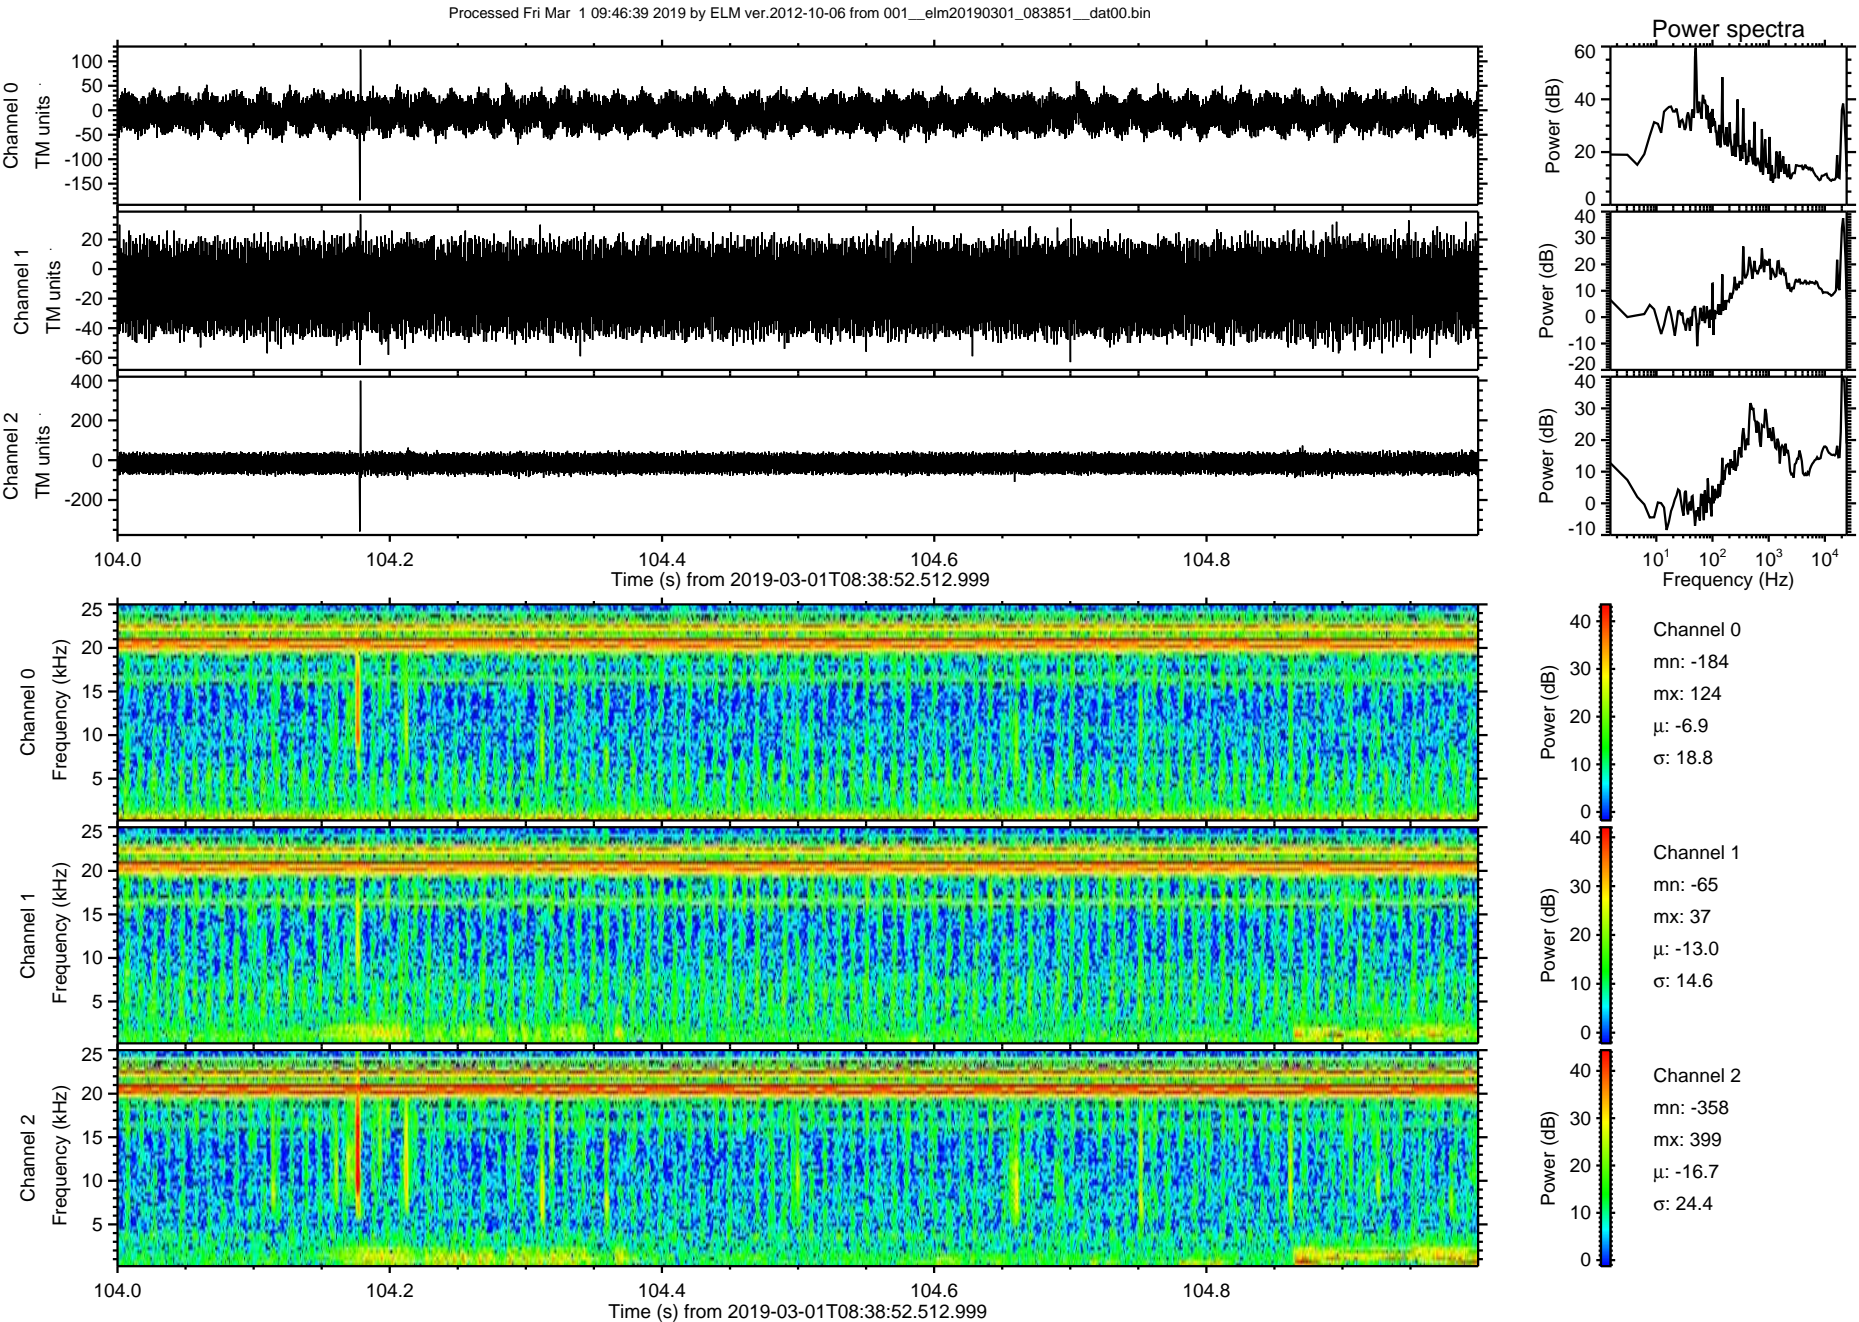 Processed Fri Mar  1 09:46:39 2019 by ELM ver.2012-10-06 from 001__elm20190301_083851__dat00.bin
Power spectra
Channel 0
TM units
100
50
0
-50
-100
-150
Power (dB)
60
40
20
0
Channel 1
TM units
20
0
-20
-40
-60
Power (dB)
40
30
20
10
0
-10
-20
Channel 2
TM units
400
200
0
-200
Power (dB)
40
30
20
10
0
-10
104.0
104.2
104.4
104.6
104.8
Time (s) from 2019-03-01T08:38:52.512.999
10¹
10²
10³
10⁴
Frequency (Hz)
Channel 0
Frequency (kHz)
25
20
15
10
5
Power (dB)
40
30
20
10
0
Channel 0
mn: -184
mx: 124
μ: -6.9
σ: 18.8
Channel 1
Frequency (kHz)
25
20
15
10
5
Power (dB)
40
30
20
10
0
Channel 1
mn: -65
mx: 37
μ: -13.0
σ: 14.6
Channel 2
Frequency (kHz)
25
20
15
10
5
Power (dB)
40
30
20
10
0
Channel 2
mn: -358
mx: 399
μ: -16.7
σ: 24.4
104.0
104.2
104.4
104.6
104.8
Time (s) from 2019-03-01T08:38:52.512.999